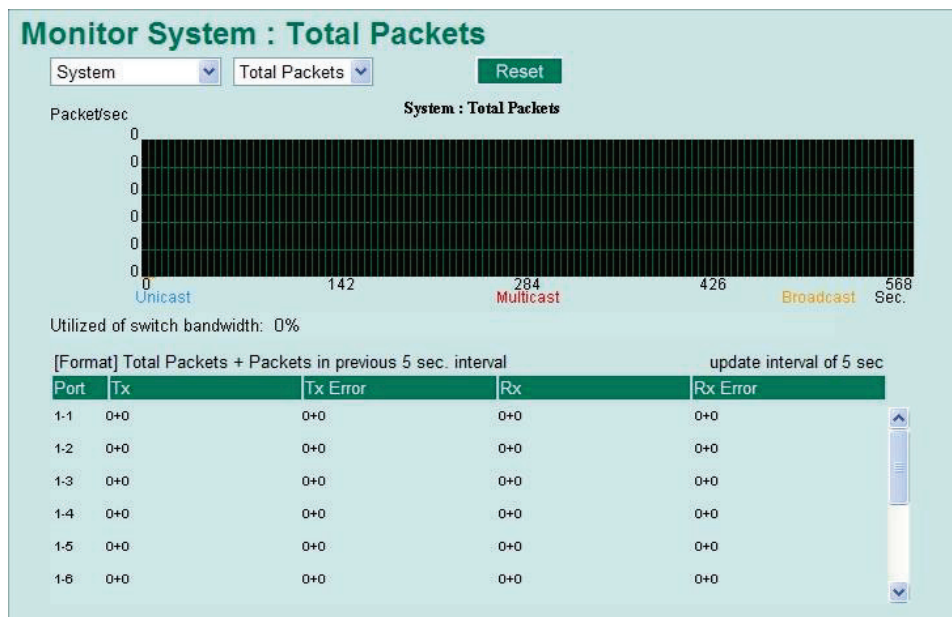 Monitor System : Total Packets
System Total Packets Reset
System : Total Packets
Packet/sec
0
0
0
0
0
0
0 142 284 426 568
Unicast Multicast Broadcast Sec.
Utilized of switch bandwidth: 0%
[Format] Total Packets + Packets in previous 5 sec. interval update interval of 5 sec
Port Tx Tx Error Rx Rx Error
1-1 0+0 0+0 0+0 0+0
1-2 0+0 0+0 0+0 0+0
1-3 0+0 0+0 0+0 0+0
1-4 0+0 0+0 0+0 0+0
1-5 0+0 0+0 0+0 0+0
1-6 0+0 0+0 0+0 0+0